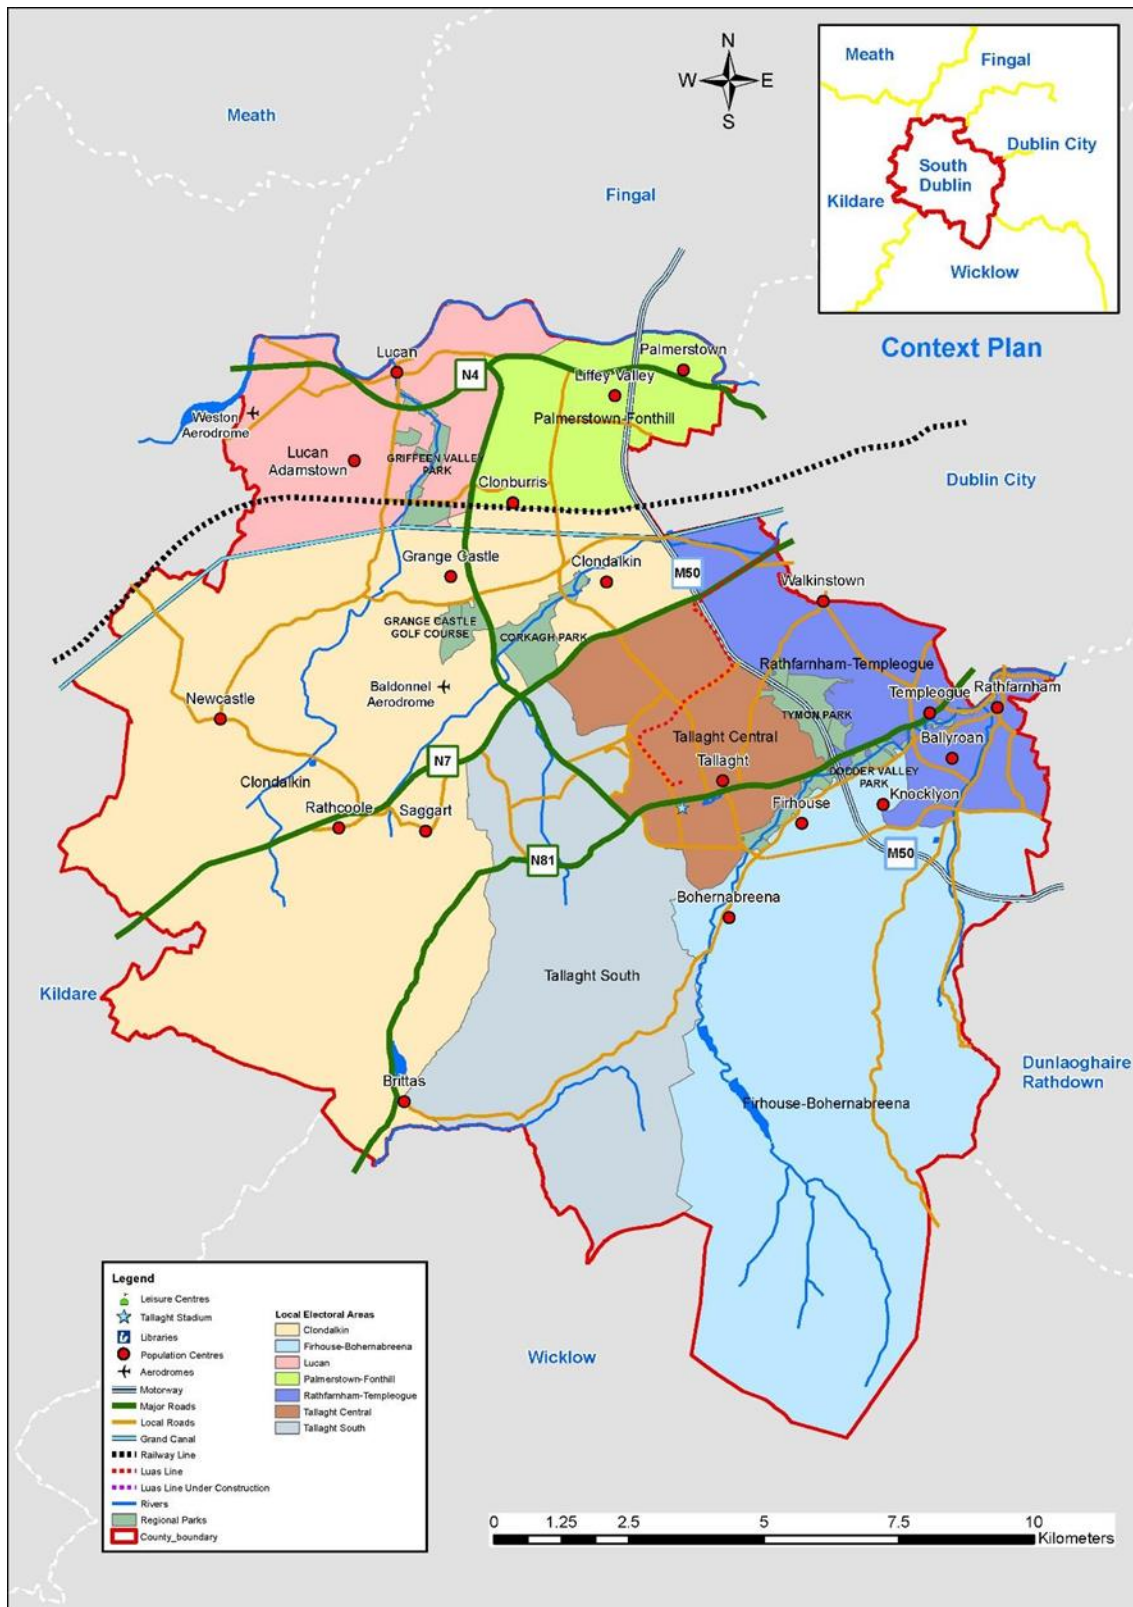 N
W
E
S
Meath
Fingal
Dublin City
South
Dublin
Kildare
Wicklow
Meath
Fingal
Context Plan
Palmerstown
Lucan
N4
Liffey Valley
Weston
Aerodrome
Palmerstown-Fonthill
Lucan
Adamstown
GRIFFEEN VALLEY
PARK
Clonburris
Dublin City
Grange Castle
Clondalkin
M50
Walkinstown
GRANGE CASTLE
GOLF COURSE
CORKAGH PARK
Rathfarnham-Templeogue
Baldonnel
Aerodrome
Newcastle
Templeogue
Rathfarnham
TYMON PARK
Tallaght Central
Ballyroan
Tallaght
N7
DODDER VALLEY
PARK
Clondalkin
Rathcoole
Saggart
Firhouse
Knocklyon
N81
M50
Bohernabreena
Tallaght South
Kildare
Dunlaoghaire
Rathdown
Brittas
Firhouse-Bohernabreena
Wicklow
Legend
Leisure Centres
Tallaght Stadium
Libraries
Population Centres
Aerodromes
Motorway
Major Roads
Local Roads
Grand Canal
Railway Line
Luas Line
Luas Line Under Construction
Rivers
Regional Parks
County_boundary
Local Electoral Areas
Clondalkin
Firhouse-Bohernabreena
Lucan
Palmerstown-Fonthill
Rathfarnham-Templeogue
Tallaght Central
Tallaght South
0 1.25 2.5 5 7.5 10
Kilometers